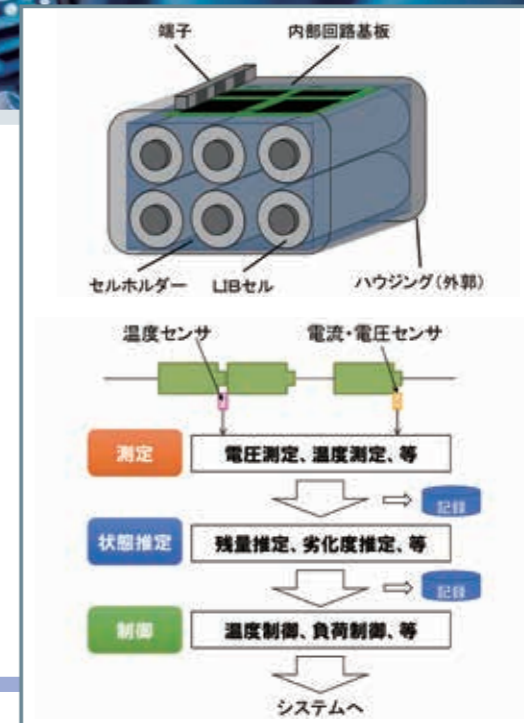 端子
内部回路基板
セルホルダー
LIBセル
ハウジング(外郭)
温度センサ
電流・電圧センサ
測定
電圧測定、温度測定、等
記録
状態推定
残量推定、劣化度推定、等
記録
制御
温度制御、負荷制御、等
システムへ